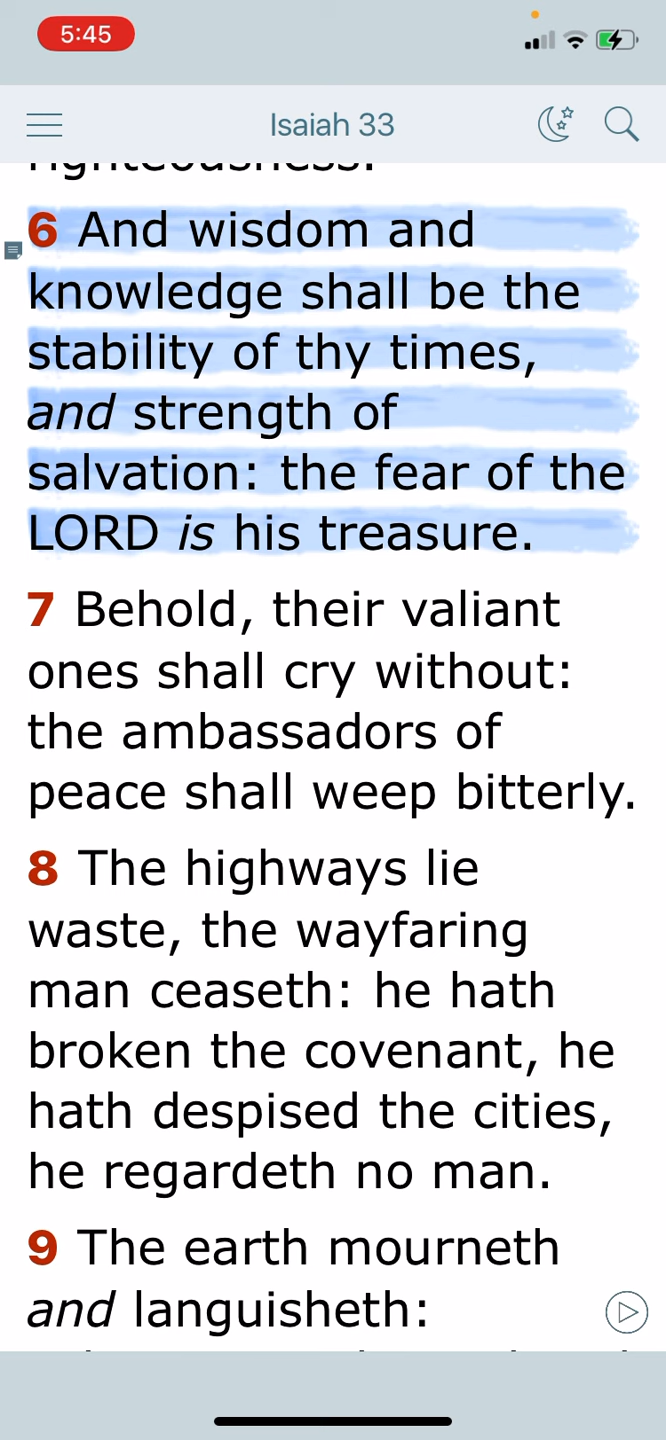 5:45
Isaiah 33
righteousness.
6 And wisdom and
knowledge shall be the
stability of thy times,
and strength of
salvation: the fear of the
LORD is his treasure.
7 Behold, their valiant
ones shall cry without:
the ambassadors of
peace shall weep bitterly.
8 The highways lie
waste, the wayfaring
man ceaseth: he hath
broken the covenant, he
hath despised the cities,
he regardeth no man.
9 The earth mourneth
and languisheth: